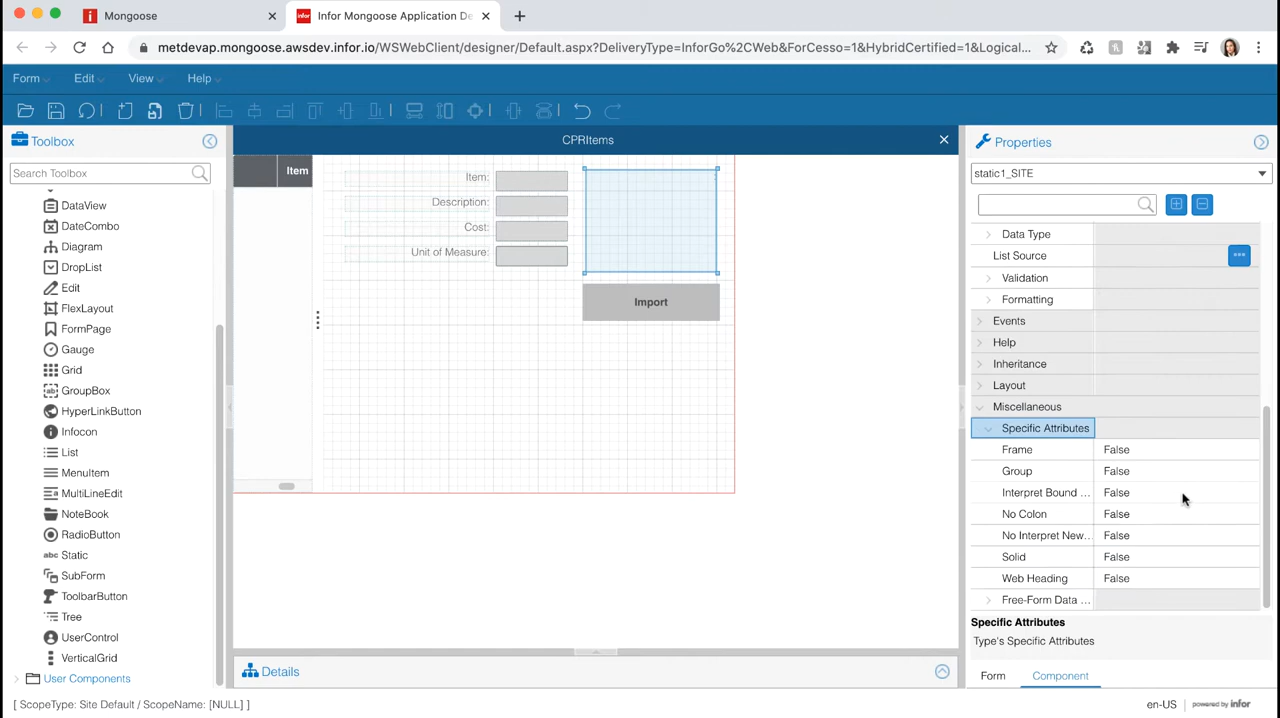 Mongoose
Infor Mongoose Application De
metdevap.mongoose.awsdev.infor.io/WSWebClient/designer/Default.aspx?DeliveryType=InforGo%2CWeb&ForCesso=1&HybridCertified=1&Logical...
Form Edit View Help
Toolbox
Search Toolbox
DataView
DateCombo
Diagram
DropList
Edit
FlexLayout
FormPage
Gauge
Grid
GroupBox
HyperLinkButton
Infocon
List
MenuItem
MultiLineEdit
NoteBook
RadioButton
abc Static
SubForm
ToolbarButton
Tree
UserControl
VerticalGrid
User Components
CPRItems
Item
Item:
Description:
Cost:
Unit of Measure:
Import
Details
Properties
static1_SITE
Data Type
List Source
Validation
Formatting
Events
Help
Inheritance
Layout
Miscellaneous
Specific Attributes
Frame False
Group False
Interpret Bound ... False
No Colon False
No Interpret New... False
Solid False
Web Heading False
Free-Form Data ...
Specific Attributes
Type's Specific Attributes
Form Component
[ ScopeType: Site Default / ScopeName: [NULL] ]
en-US powered by infor